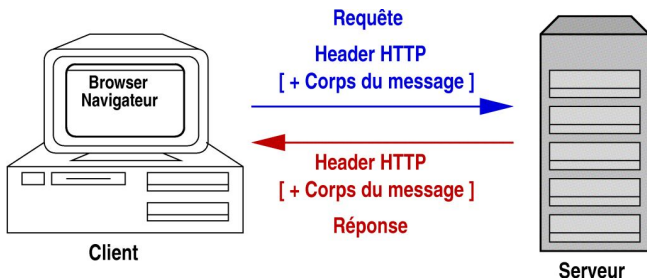 Requête
Header HTTP
[ + Corps du message ]
Browser
Navigateur
Header HTTP
[ + Corps du message ]
Réponse
Client
Serveur